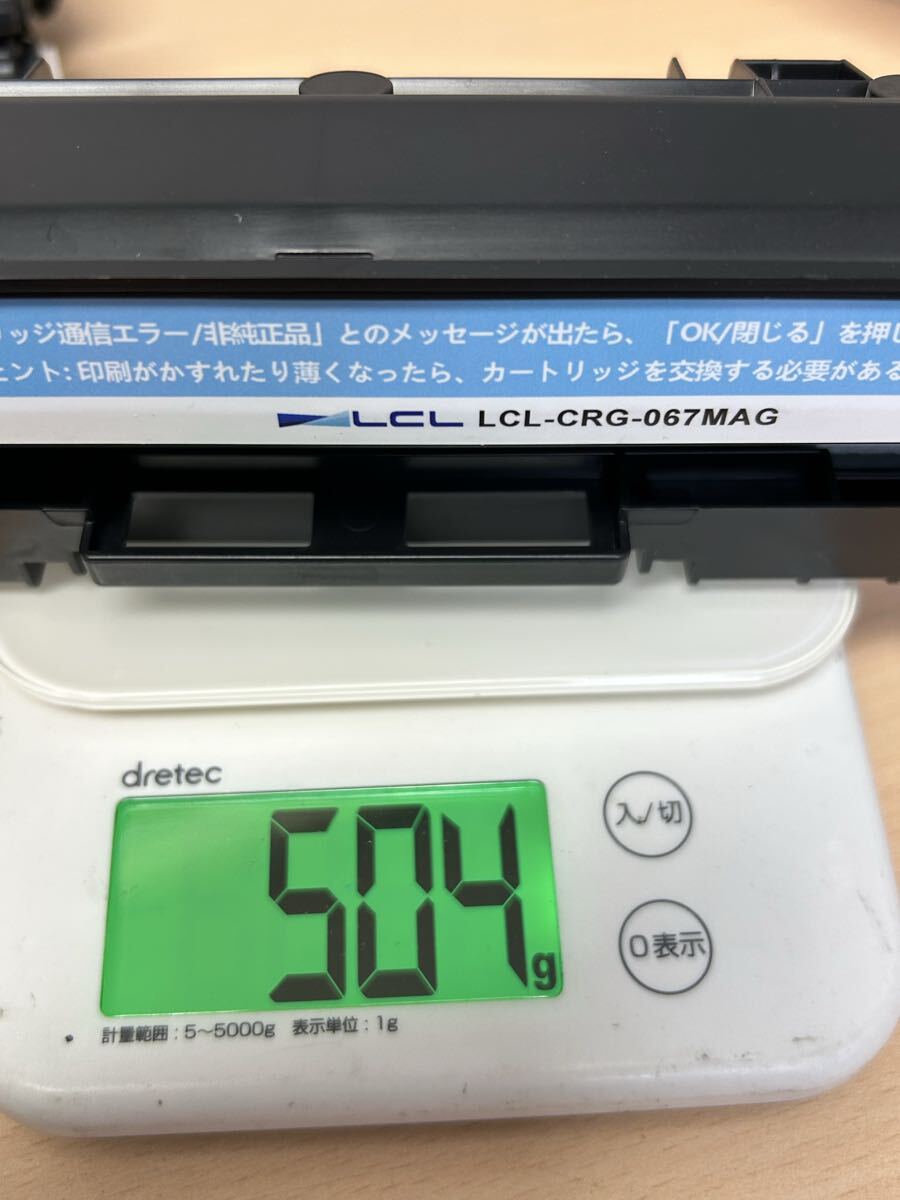 リッジ通信エラー/非純正品」とのメッセージが出たら、「OK/閉じる」を押し
ント: 印刷がかすれたり薄くなったら、カートリッジを交換する必要がある
LCL LCL-CRG-067MAG
dretec
入/切
504g
0表示
計量範囲：5～5000g 表示単位：1g